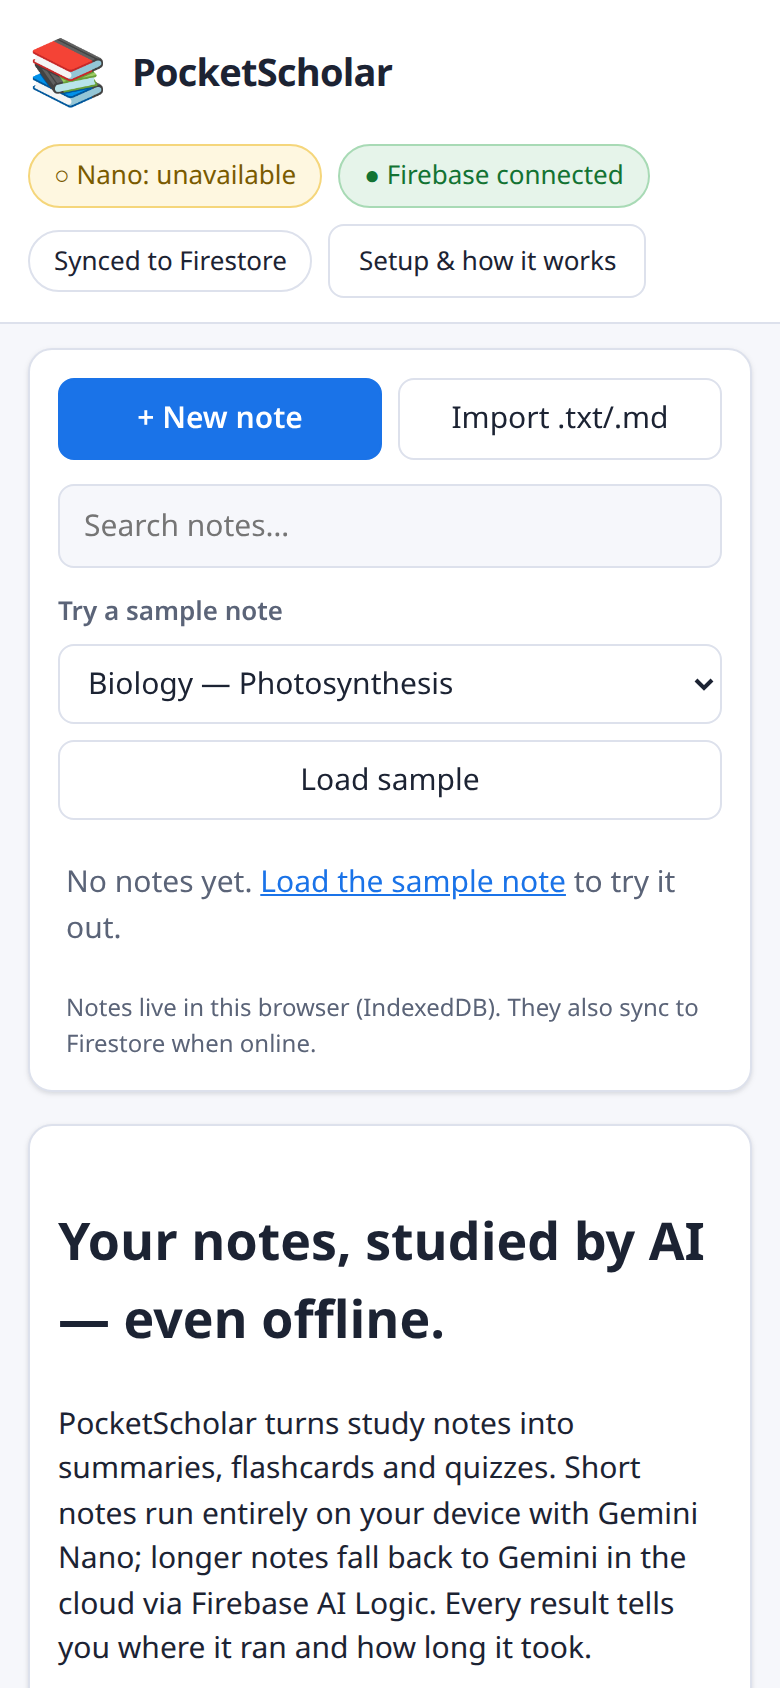 PocketScholar
○ Nano: unavailable
● Firebase connected
Synced to Firestore
Setup & how it works
+ New note
Import .txt/.md
Search notes...
Try a sample note
Biology — Photosynthesis
Load sample
No notes yet. Load the sample note to try it
out.
Notes live in this browser (IndexedDB). They also sync to
Firestore when online.
Your notes, studied by AI
— even offline.
PocketScholar turns study notes into
summaries, flashcards and quizzes. Short
notes run entirely on your device with Gemini
Nano; longer notes fall back to Gemini in the
cloud via Firebase AI Logic. Every result tells
you where it ran and how long it took.